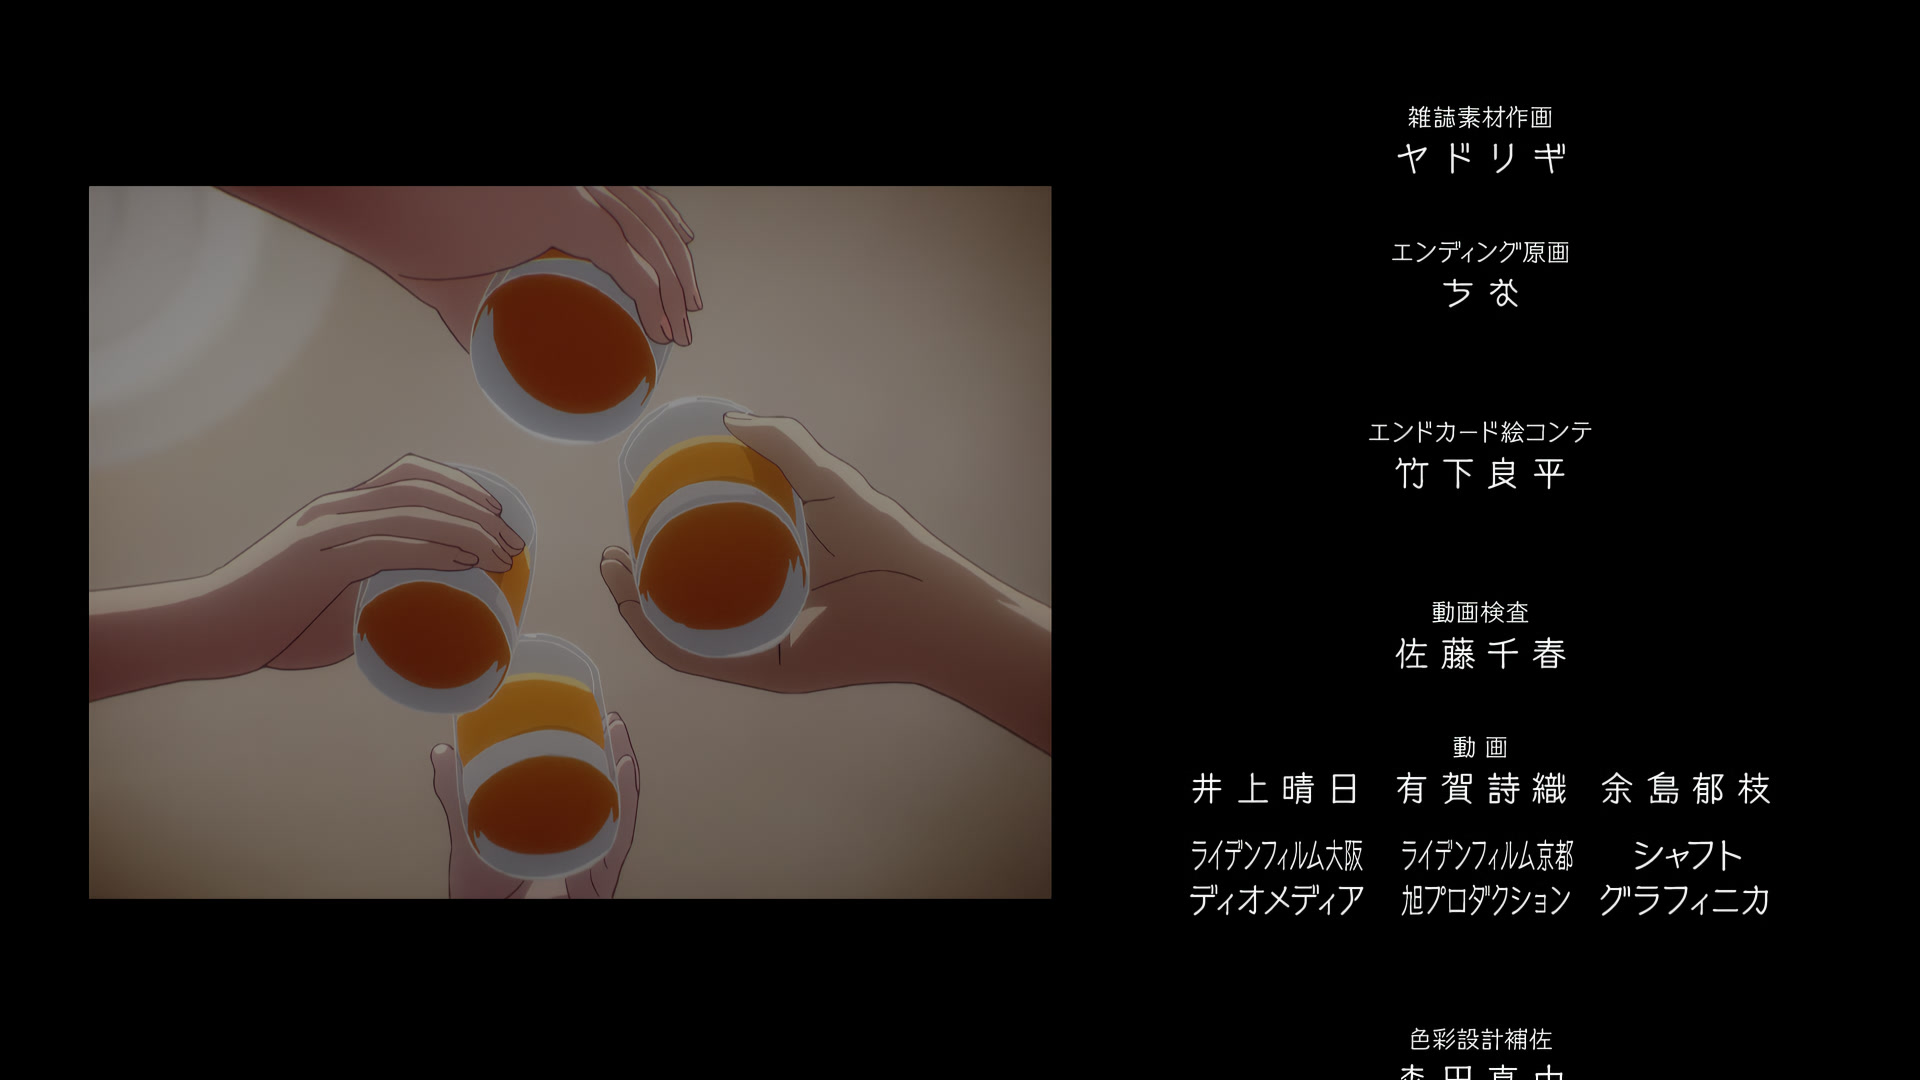 雑誌素材作画
ヤドリギ
エンディング原画
ちな
エンドカード絵コンテ
竹下良平
動画検査
佐藤千春
動画
井上晴日 有賀詩織 余島郁枝
ライデンフィルム大阪 ライデンフィルム京都 シャフト
ディオメディア 旭プロダクション グラフィニカ
色彩設計補佐